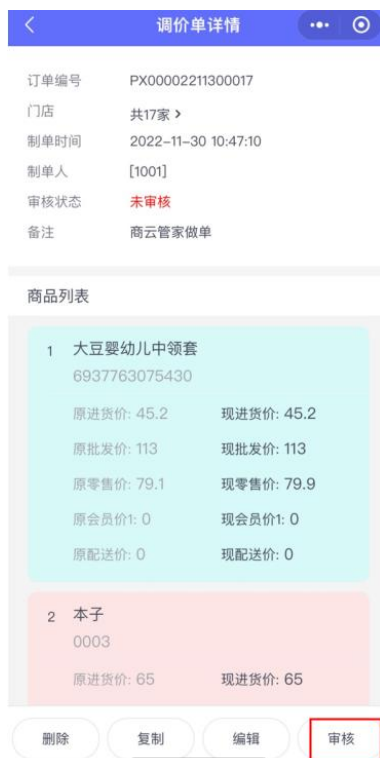 调价单详情
订单编号 PX00002211300017
门店 共17家 >
制单时间 2022-11-30 10:47:10
制单人 [1001]
审核状态 未审核
备注 商云管家做单
商品列表
1 大豆婴幼儿中领套
6937763075430
原进货价: 45.2 现进货价: 45.2
原批发价: 113 现批发价: 113
原零售价: 79.1 现零售价: 79.9
原会员价1: 0 现会员价1: 0
原配送价: 0 现配送价: 0
2 本子
0003
原进货价: 65 现进货价: 65
删除 复制 编辑 审核